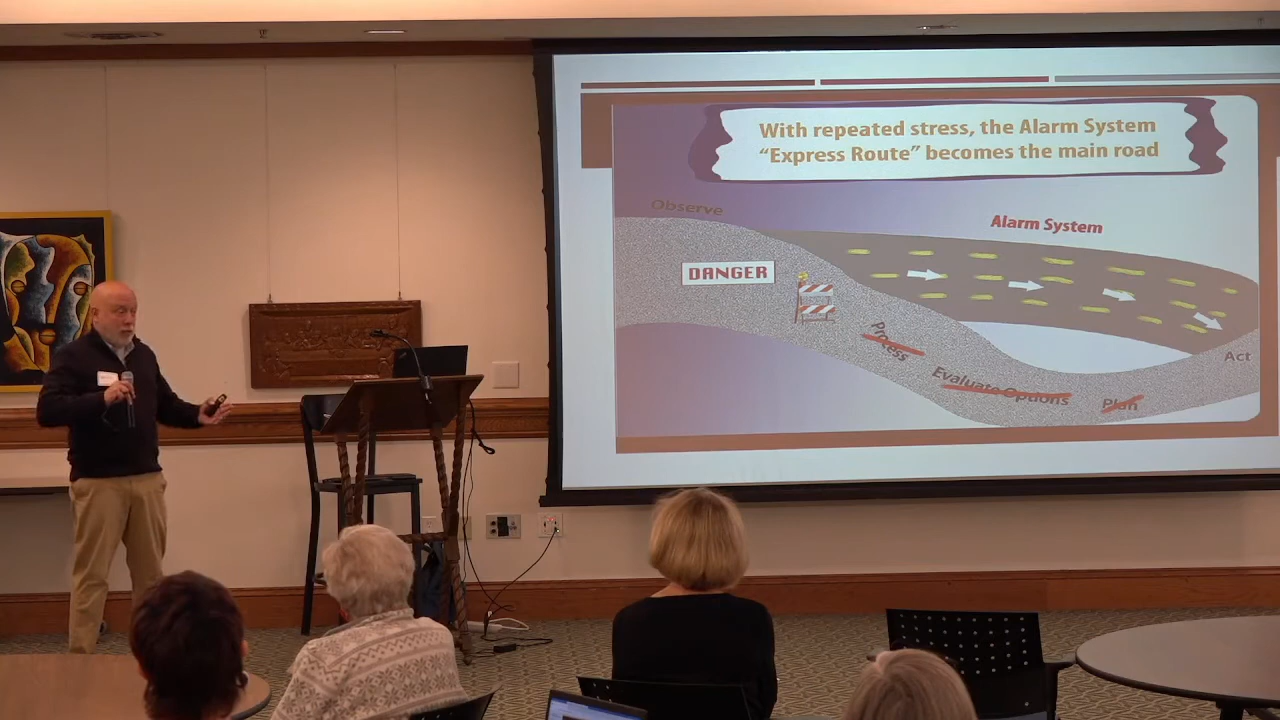 With repeated stress, the Alarm System
“Express Route” becomes the main road
Observe
Alarm System
DANGER
Process
Evaluate Options
Plan
Act